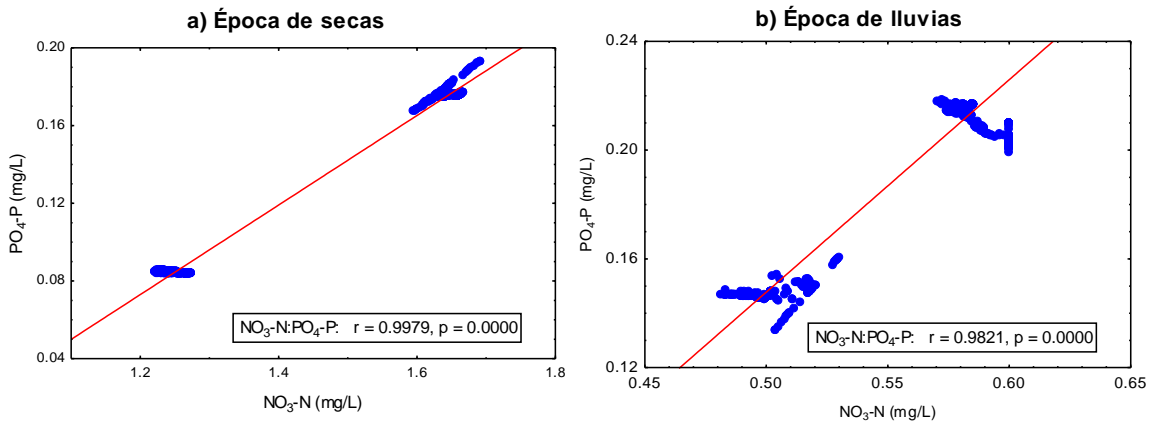 a) Época de secas
0.20
0.16
0.12
0.08
0.04
PO₄-P (mg/L)
NO₃-N:PO₄-P: r = 0.9979, p = 0.0000
1.2
1.4
1.6
1.8
NO₃-N (mg/L)
b) Época de lluvias
0.24
0.20
0.16
0.12
PO₄-P (mg/L)
NO₃-N:PO₄-P: r = 0.9821, p = 0.0000
0.45
0.50
0.55
0.60
0.65
NO₃-N (mg/L)